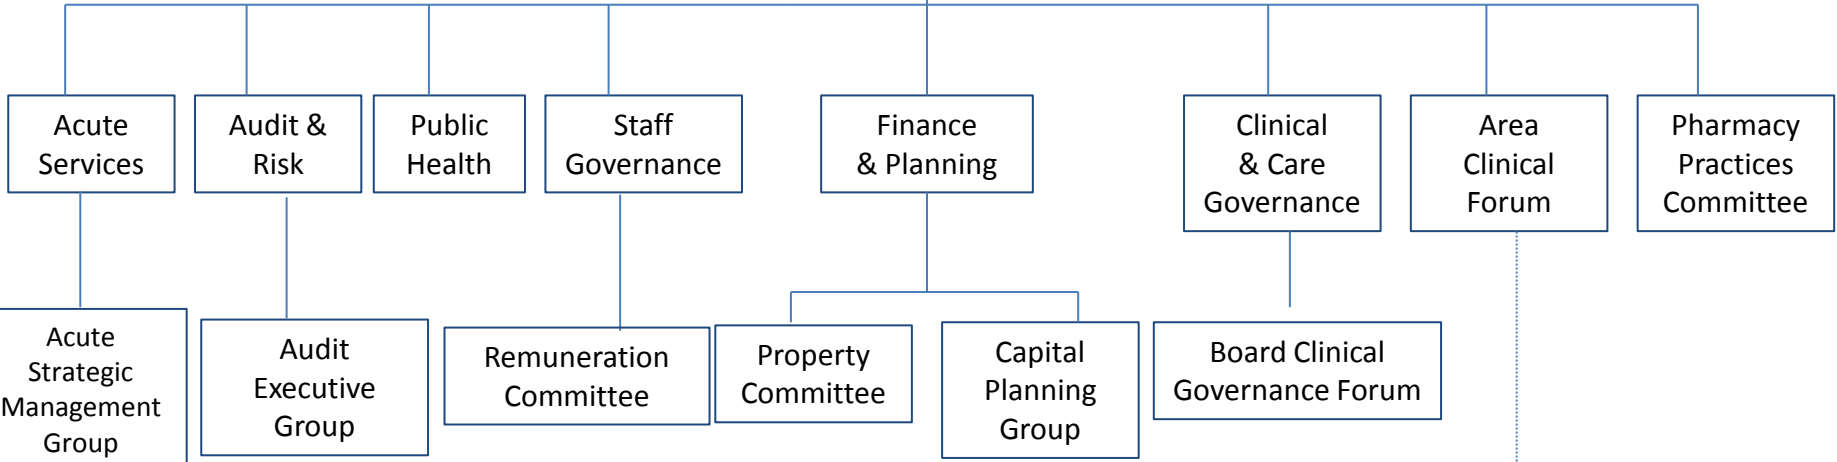 Acute
Services
Audit &
Risk
Public
Health
Staff
Governance
Finance
& Planning
Clinical
& Care
Governance
Area
Clinical
Forum
Pharmacy
Practices
Committee
Acute
Strategic
Management
Group
Audit
Executive
Group
Remuneration
Committee
Property
Committee
Capital
Planning
Group
Board Clinical
Governance Forum